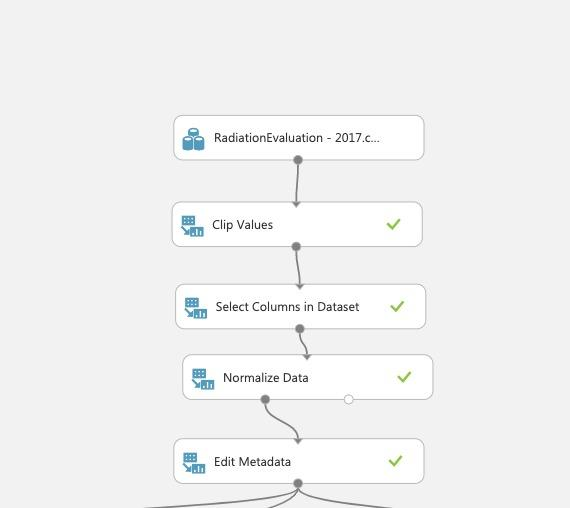 RadiationEvaluation - 2017.c...
Clip Values
Select Columns in Dataset
Normalize Data
Edit Metadata